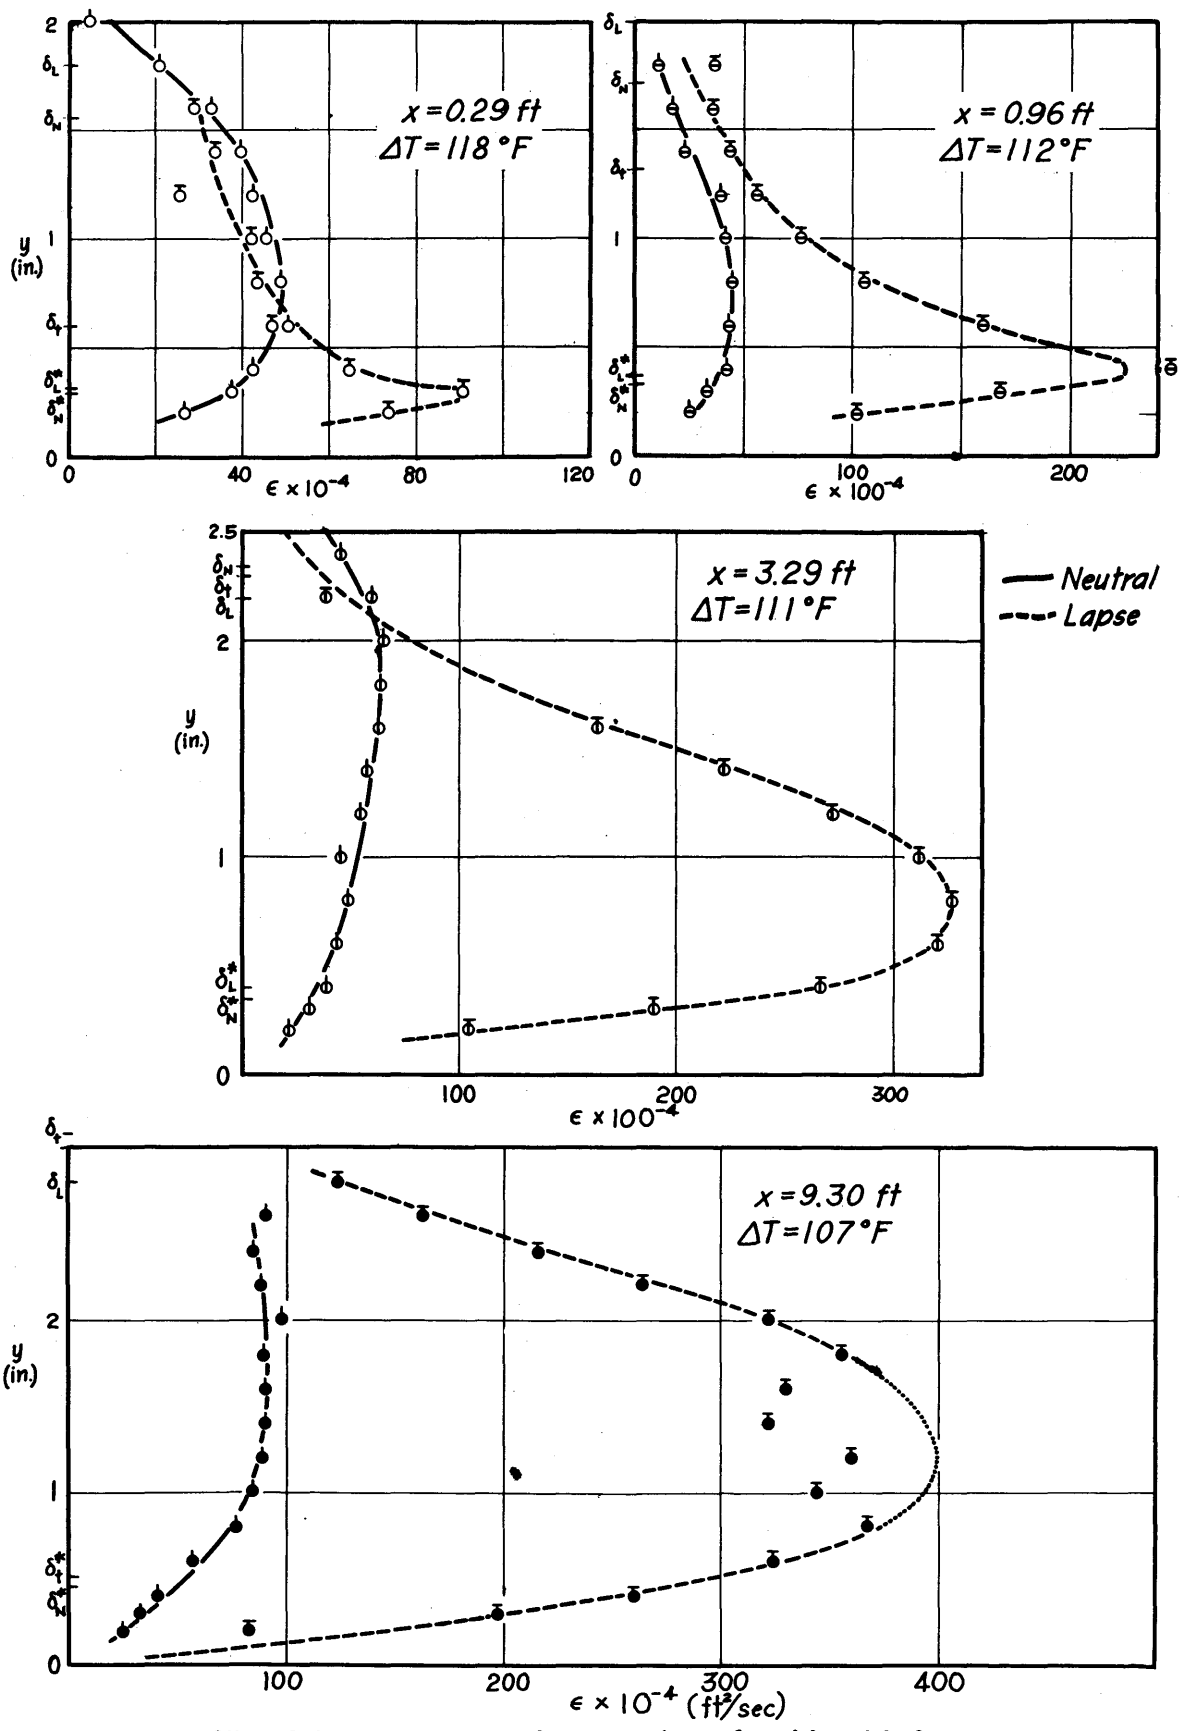 2
δL
δN
1
y
(in.)
δt
δL*
δN*
0
0 40 80 120
ϵ × 10⁻⁴
x = 0.29 ft
ΔT = 118°F
δL
δN
δt
1
δL*
δN*
0
0 100 200
ϵ × 100⁻⁴
x = 0.96 ft
ΔT = 112°F
2.5
δN
δt
δL
2
y
(in.)
1
δL*
δN*
0
100 200 300
ϵ × 100⁻⁴
x = 3.29 ft
ΔT = 111°F
Neutral
Lapse
δt
δL
2
y
(in.)
1
δt*
δN*
0
100 200 300 400
ϵ × 10⁻⁴ (ft²/sec)
x = 9.30 ft
ΔT = 107°F